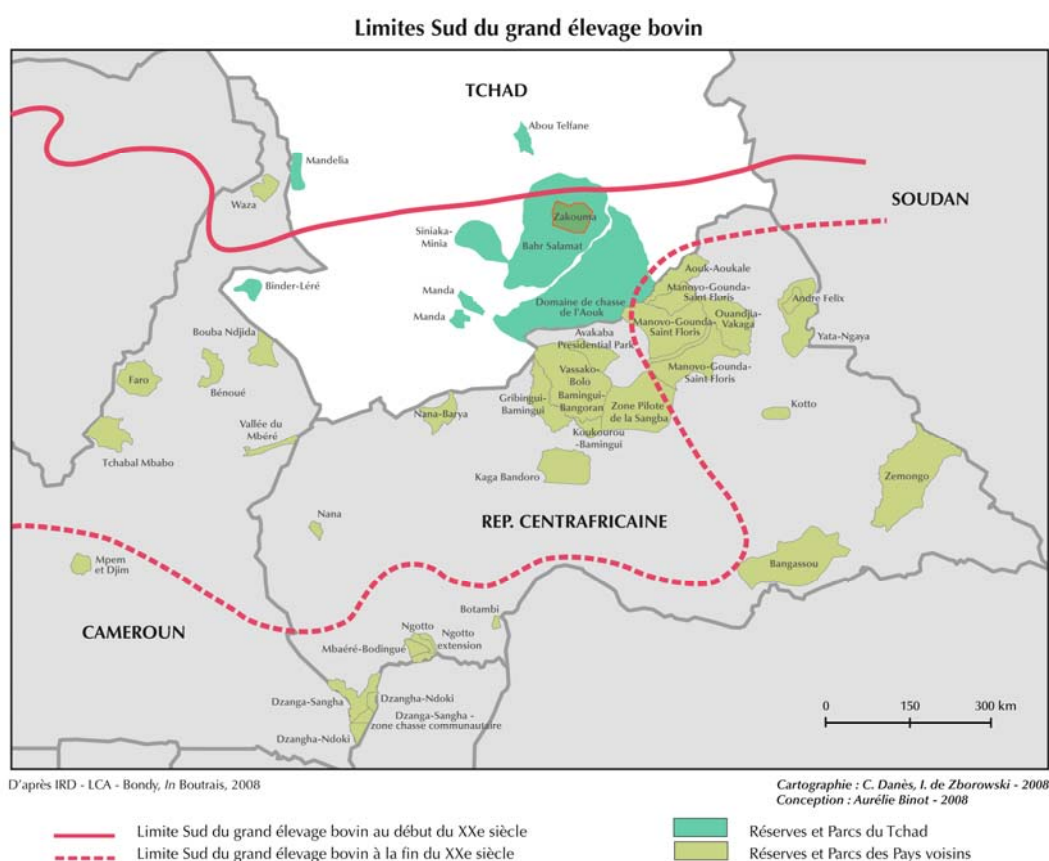 Limites Sud du grand élevage bovin
TCHAD
Abou Telfane
Mandelia
Waza
SOUDAN
Zakouma
Siniaka-
Minia
Bahr Salamat
Aouk-Aoukale
Binder-Léré
Manda
Manovo-Gounda-
Saint Floris
Andre Felix
Domaine de chasse
de l'Aouk
Manda
Ouandjia-
Vakaga
Manovo-Gounda-
Saint Floris
Bouba Ndjida
Avakaba
Presidential Park
Yata-Ngaya
Faro
Bénoué
Vassako-
Bolo
Manovo-Gounda-
Saint Floris
Gribingui-
Bamingui
Bamingui-
Bangoran
Zone Pilote
de la Sangba
Nana-Barya
Kotto
Vallée du
Mbéré
Koukourou
-Bamingui
Tchabal Mbabo
Kaga Bandoro
Zemongo
REP. CENTRAFRICAINE
Nana
Mpem
et Djim
Bangassou
Botambi
CAMEROUN
Ngotto
Ngotto
extension
Mbaéré-Bodingué
Dzanga-Sangha
Dzangha-Ndoki
Dzanga-Sangha -
zone chasse communautaire
Dzangha-Ndoki
0 150 300 km
D'après IRD - LCA - Bondy, In Boutrais, 2008
Cartographie : C. Danès, I. de Zborowski - 2008
Conception : Aurélie Binot - 2008
Limite Sud du grand élevage bovin au début du XXe siècle
Limite Sud du grand élevage bovin à la fin du XXe siècle
Réserves et Parcs du Tchad
Réserves et Parcs des Pays voisins